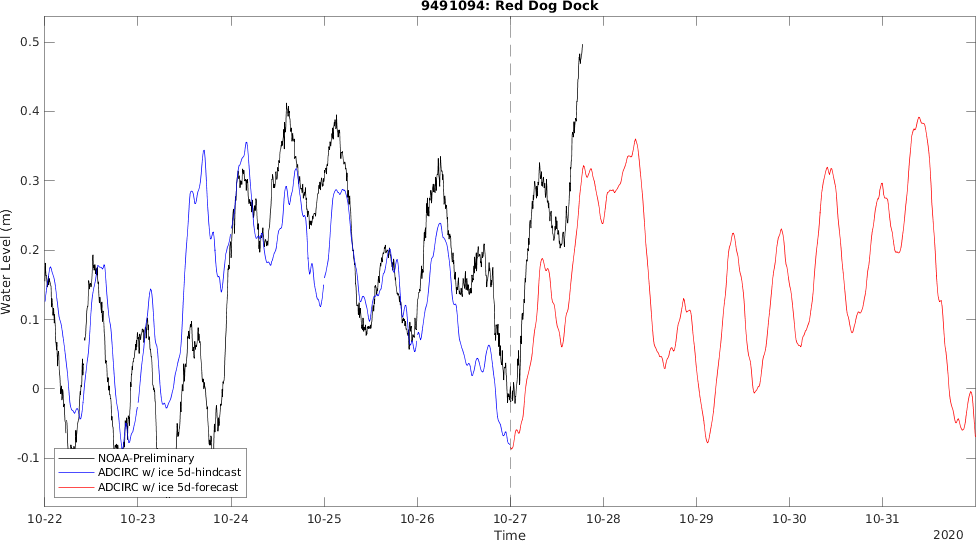 9491094: Red Dog Dock
Water Level (m)
0.5
0.4
0.3
0.2
0.1
0
-0.1
NOAA-Preliminary
ADCIRC w/ ice 5d-hindcast
ADCIRC w/ ice 5d-forecast
10-22 10-23 10-24 10-25 10-26 10-27 10-28 10-29 10-30 10-31
Time
2020